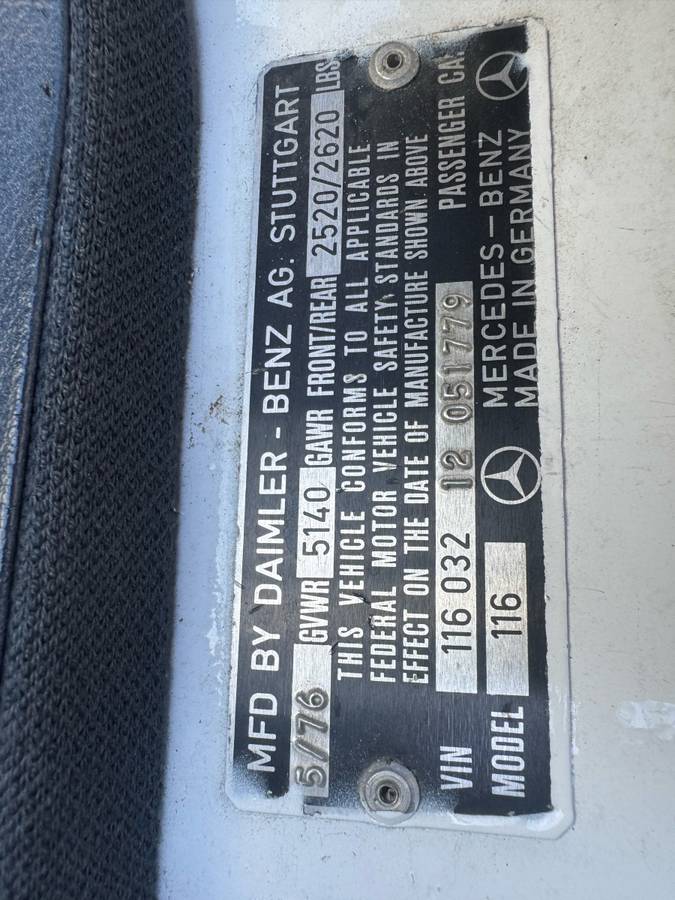 MFD BY DAIMLER-BENZ AG. STUTTGART
5/76 GVWR 5140 GAWR FRONT/REAR 2520/2620 LBS
THIS VEHICLE CONFORMS TO ALL APPLICABLE
FEDERAL MOTOR VEHICLE SAFETY STANDARDS IN
EFFECT ON THE DATE OF MANUFACTURE SHOWN ABOVE
VIN 116 032 12 051779 PASSENGER CAR
MODEL 116 MERCEDES-BENZ
MADE IN GERMANY